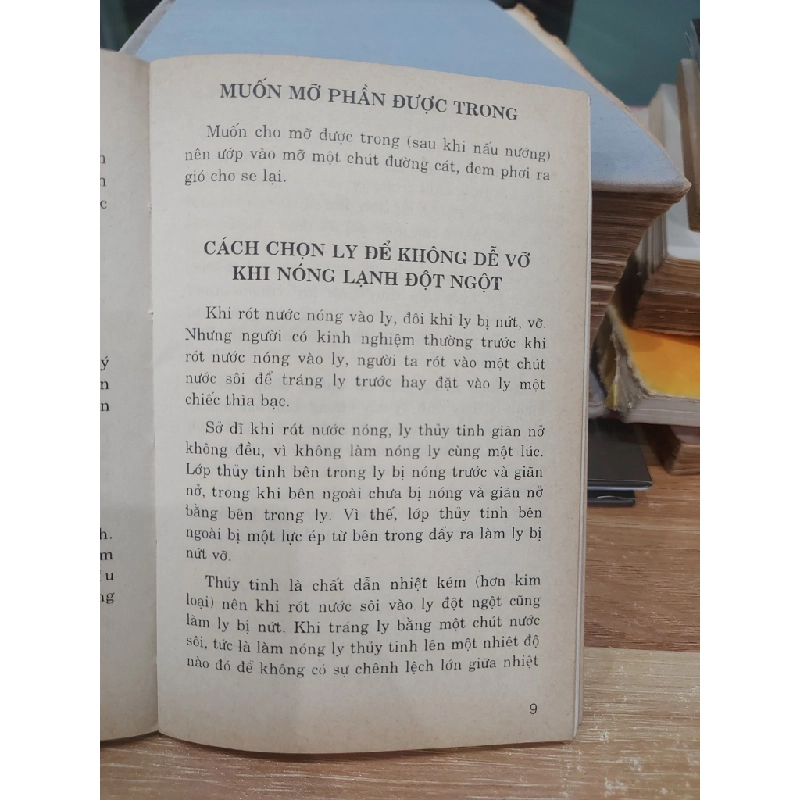 MUỐN MỠ PHẦN ĐƯỢC TRONG
Muốn cho mỡ được trong (sau khi nấu nướng)
nên ướp vào mỡ một chút đường cát, đem phơi ra
gió cho se lại.
CÁCH CHỌN LY ĐỂ KHÔNG DỄ VỠ
KHI NÓNG LẠNH ĐỘT NGỘT
Khi rót nước nóng vào ly, đôi khi ly bị nứt, vỡ.
Nhưng người có kinh nghiệm thường trước khi
rót nước nóng vào ly, người ta rót vào một chút
nước sôi để tráng ly trước hay đặt vào ly một
chiếc thìa bạc.
Sở dĩ khi rót nước nóng, ly thủy tinh giãn nở
không đều, vì không làm nóng ly cùng một lúc.
Lớp thủy tinh bên trong ly bị nóng trước và giãn
nở, trong khi bên ngoài chưa bị nóng và giãn nở
bằng bên trong ly. Vì thế, lớp thủy tinh bên
ngoài bị một lực ép từ bên trong đẩy ra làm ly bị
nứt vỡ.
Thủy tinh là chất dẫn nhiệt kém (hơn kim
loại) nên khi rót nước sôi vào ly đột ngột cũng
làm ly bị nứt. Khi tráng ly bằng một chút nước
sôi, tức là làm nóng ly thủy tinh lên một nhiệt độ
nào đó để không có sự chênh lệch lớn giữa nhiệt
9